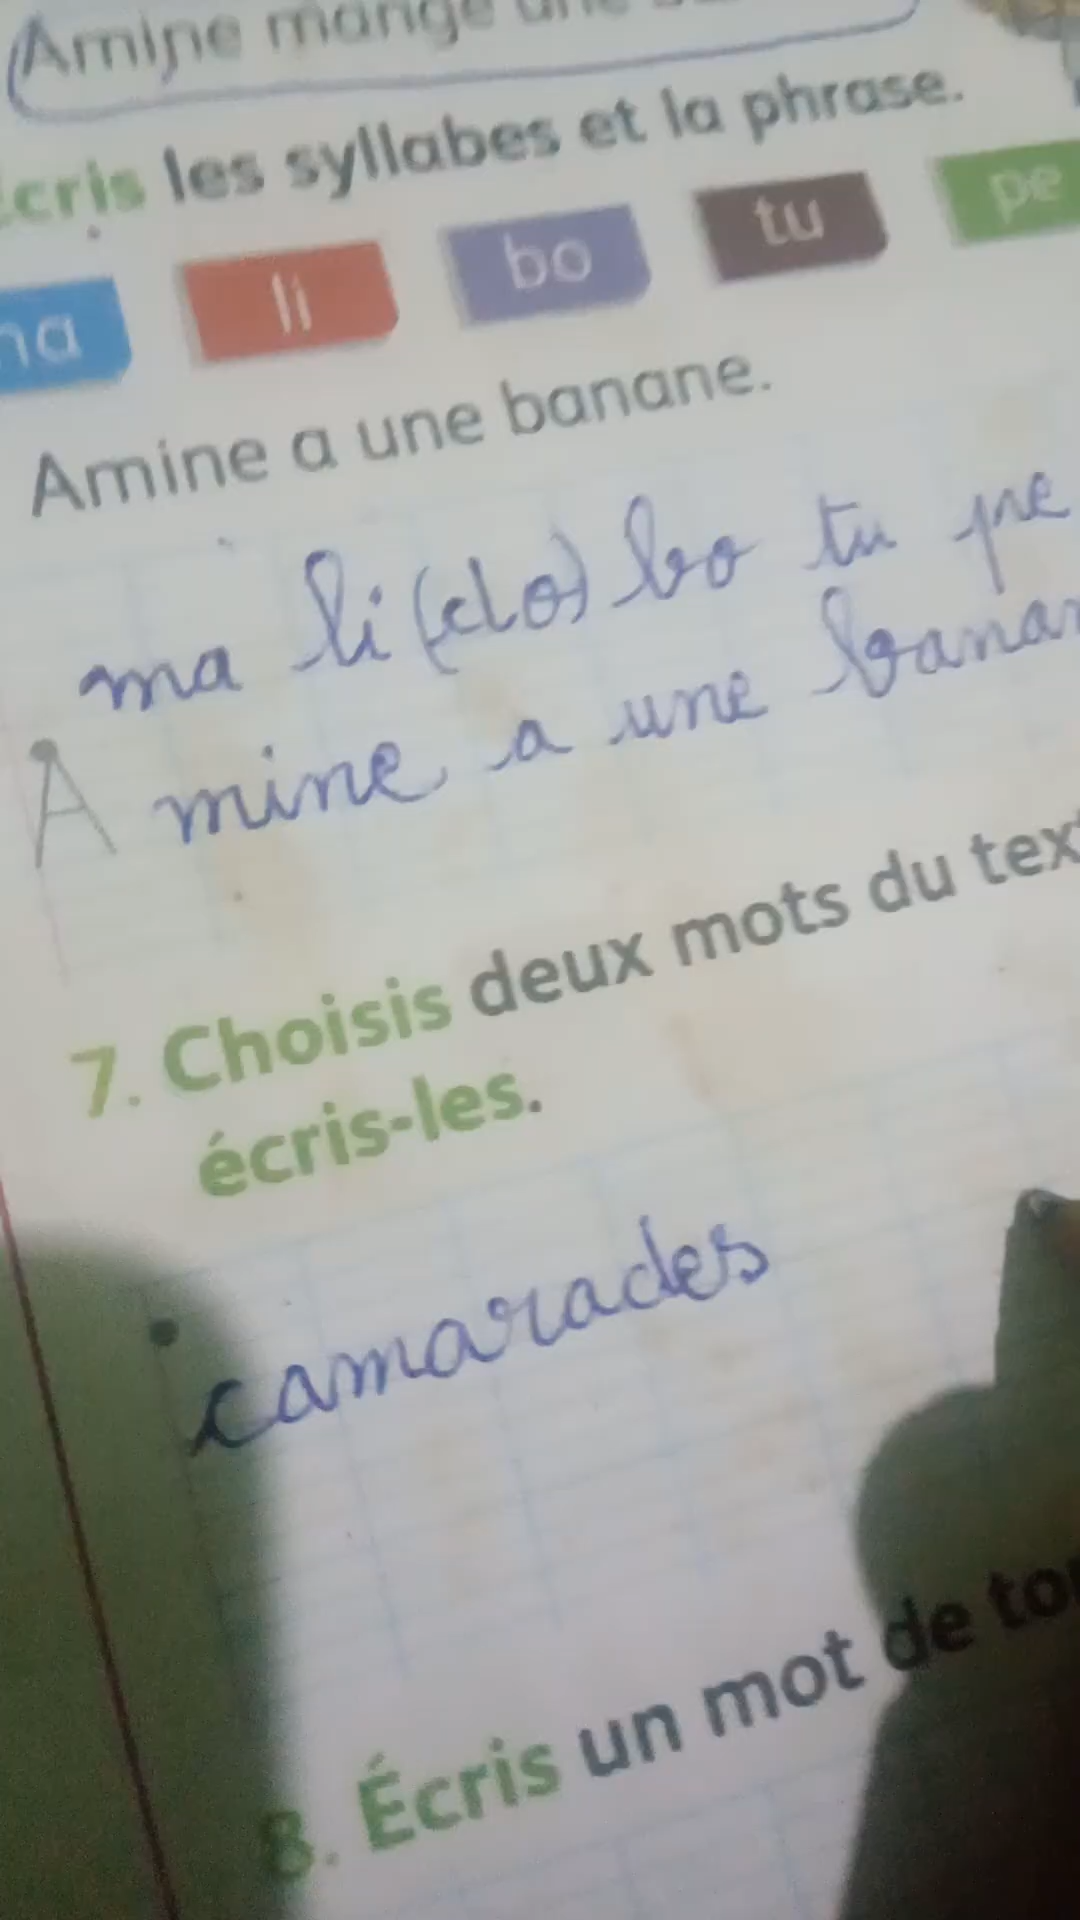 Amine mange une
Écris les syllabes et la phrase.
li bo tu pe
Amine a une banane.
ma li (clo) bo tu pe
A mine a une banan
7. Choisis deux mots du tex
écris-les.
camarades
8. Écris un mot de to